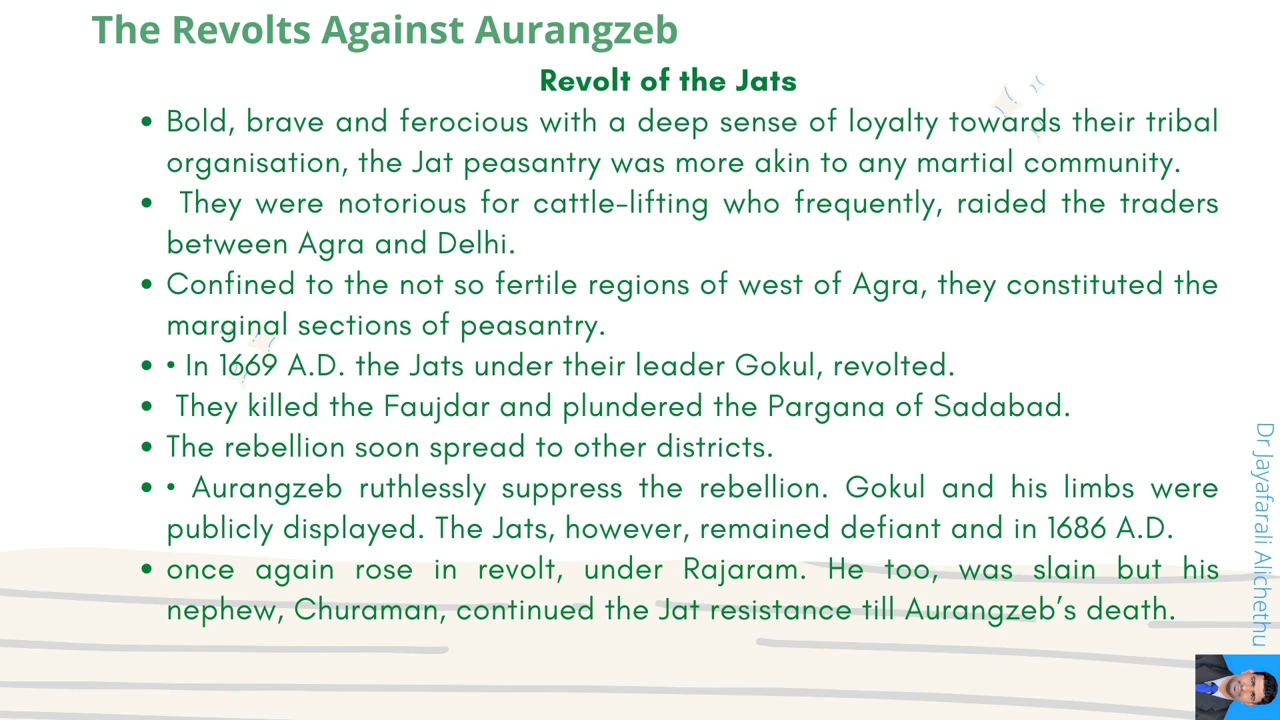 The Revolts Against Aurangzeb
Revolt of the Jats
• Bold, brave and ferocious with a deep sense of loyalty towards their tribal
organisation, the Jat peasantry was more akin to any martial community.
• They were notorious for cattle-lifting who frequently, raided the traders
between Agra and Delhi.
• Confined to the not so fertile regions of west of Agra, they constituted the
marginal sections of peasantry.
• • In 1669 A.D. the Jats under their leader Gokul, revolted.
• They killed the Faujdar and plundered the Pargana of Sadabad.
• The rebellion soon spread to other districts.
• • Aurangzeb ruthlessly suppress the rebellion. Gokul and his limbs were
publicly displayed. The Jats, however, remained defiant and in 1686 A.D.
• once again rose in revolt, under Rajaram. He too, was slain but his
nephew, Churaman, continued the Jat resistance till Aurangzeb’s death.
Dr Jayafarali Alichethu